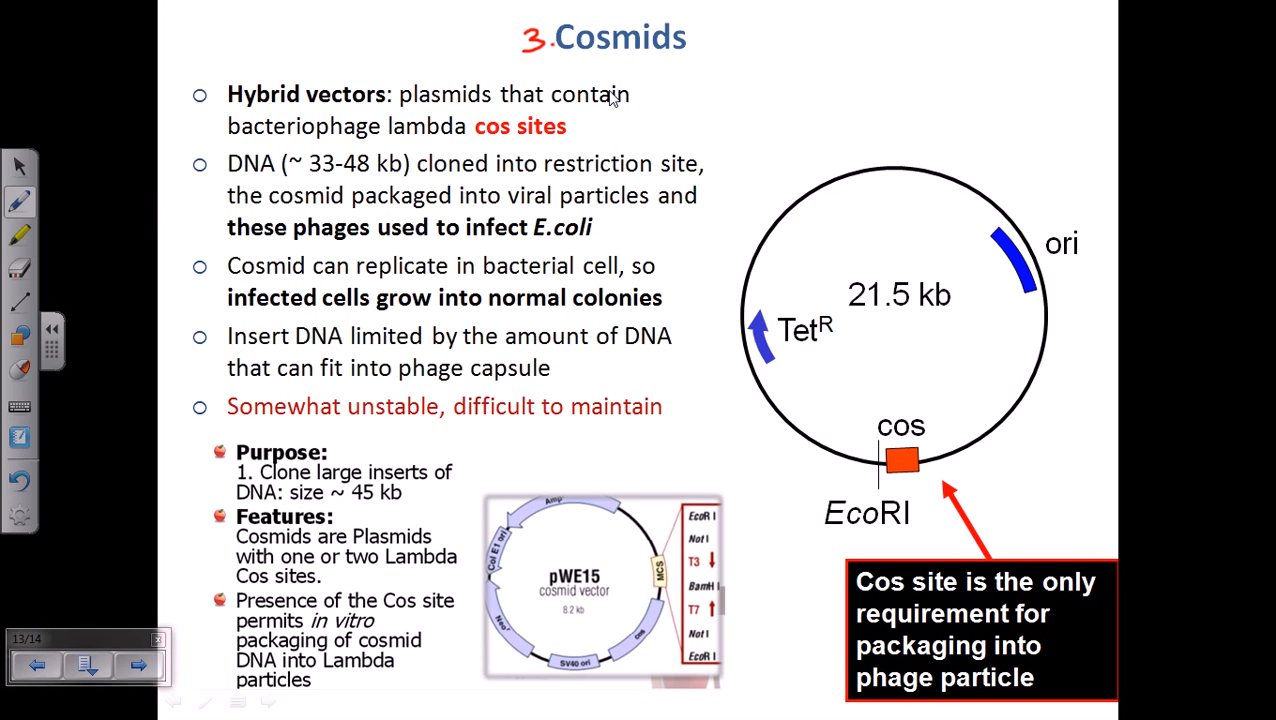 3. Cosmids
Hybrid vectors: plasmids that contain
bacteriophage lambda cos sites
DNA (~ 33-48 kb) cloned into restriction site,
the cosmid packaged into viral particles and
these phages used to infect E.coli
Cosmid can replicate in bacterial cell, so
infected cells grow into normal colonies
Insert DNA limited by the amount of DNA
that can fit into phage capsule
Somewhat unstable, difficult to maintain
Purpose:
1. Clone large inserts of
DNA: size ~ 45 kb
Features:
Cosmids are Plasmids
with one or two Lambda
Cos sites.
Presence of the Cos site
permits in vitro
packaging of cosmid
DNA into Lambda
particles
Col E1 ori
pWE15
cosmid vector
8.2 kb
MCS
cos
SV40 ori
EcoR I
Not I
T3
BamH I
T7
Not I
EcoR I
ori
21.5 kb
TetR
cos
EcoRI
Cos site is the only
requirement for
packaging into
phage particle
13/14